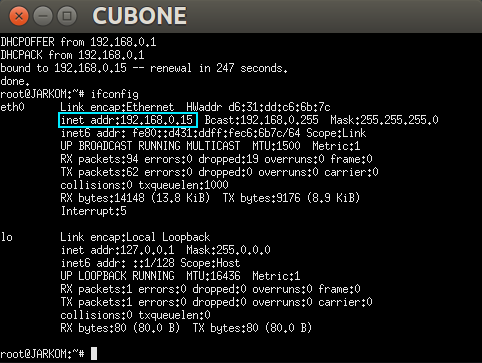 CUBONE
DHCPOFFER from 192.168.0.1
DHCPACK from 192.168.0.1
bound to 192.168.0.15 -- renewal in 247 seconds.
done.
root@JARKOM:~# ifconfig
eth0 Link encap:Ethernet HWaddr d6:31:dd:c6:6b:7c
inet addr:192.168.0.15 Bcast:192.168.0.255 Mask:255.255.255.0
inet6 addr: fe80::d431:ddff:fec6:6b7c/64 Scope:Link
UP BROADCAST RUNNING MULTICAST MTU:1500 Metric:1
RX packets:94 errors:0 dropped:19 overruns:0 frame:0
TX packets:62 errors:0 dropped:0 overruns:0 carrier:0
collisions:0 txqueuelen:1000
RX bytes:14148 (13.8 KiB) TX bytes:9176 (8.9 KiB)
Interrupt:5
lo Link encap:Local Loopback
inet addr:127.0.0.1 Mask:255.0.0.0
inet6 addr: ::1/128 Scope:Host
UP LOOPBACK RUNNING MTU:16436 Metric:1
RX packets:1 errors:0 dropped:0 overruns:0 frame:0
TX packets:1 errors:0 dropped:0 overruns:0 carrier:0
collisions:0 txqueuelen:0
RX bytes:80 (80.0 B) TX bytes:80 (80.0 B)
root@JARKOM:~#